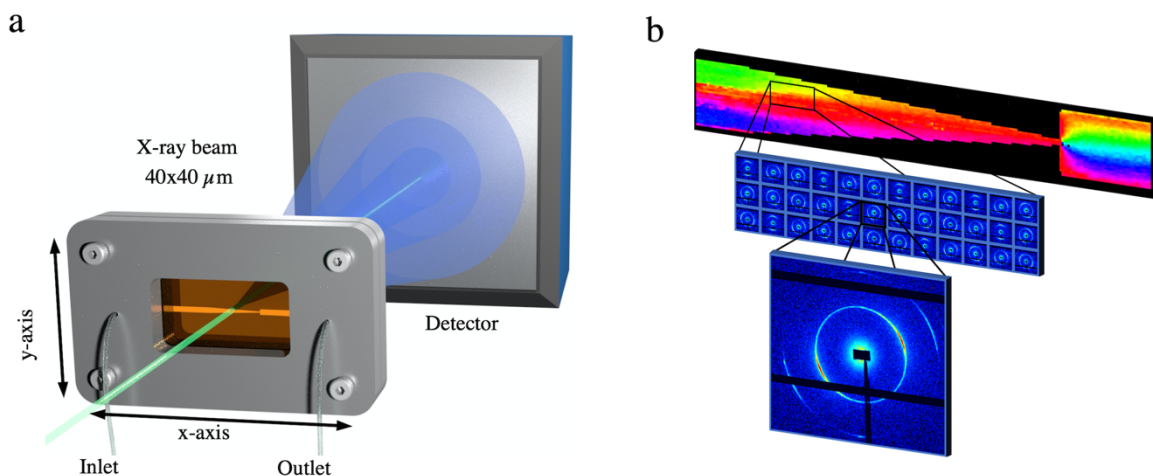 a
X-ray beam
40x40 μm
Detector
y-axis
x-axis
Inlet
Outlet
b